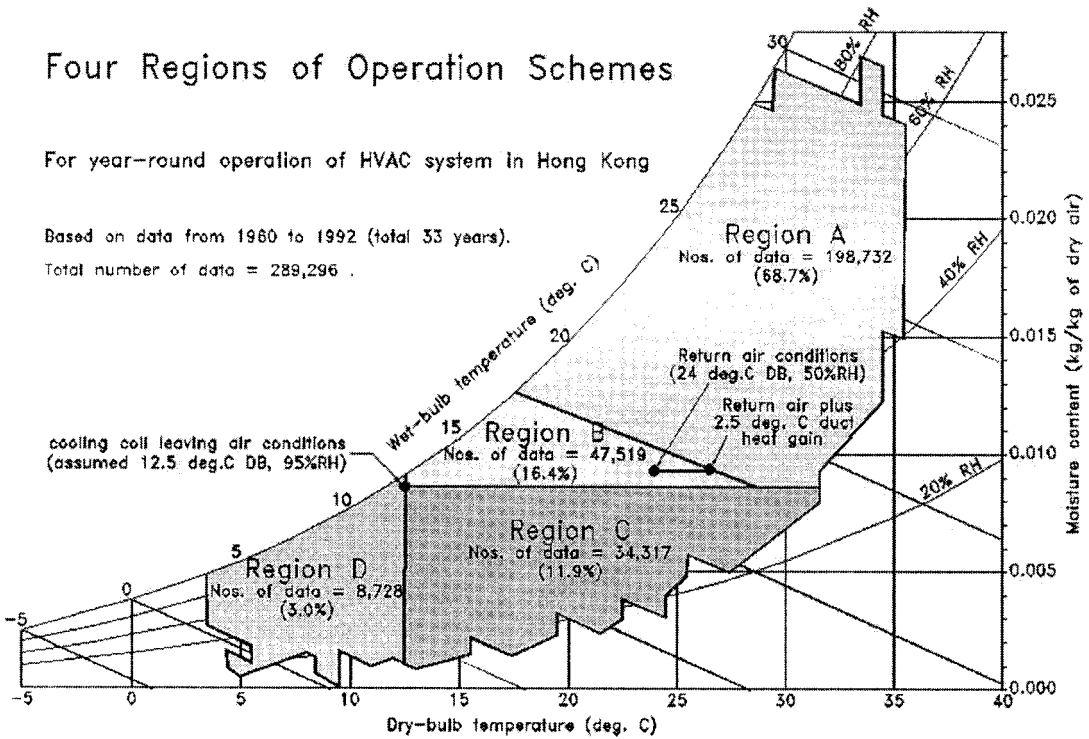 Four Regions of Operation Schemes
For year-round operation of HVAC system in Hong Kong
Based on data from 1960 to 1992 (total 33 years).
Total number of data = 289,296 .
Wet-bulb temperature (deg. C)
-5
0
5
10
15
20
25
30
80% RH
60% RH
40% RH
20% RH
Region A
Nos. of data = 198,732
(68.7%)
Return air conditions
(24 deg.C DB, 50%RH)
Return air plus
2.5 deg. C duct
heat gain
Region B
Nos. of data = 47,519
(16.4%)
cooling coil leaving air conditions
(assumed 12.5 deg.C DB, 95%RH)
Region C
Nos. of data = 34,317
(11.9%)
Region D
Nos. of data = 8,728
(3.0%)
0.025
0.020
0.015
0.010
0.005
0.000
Moisture content (kg/kg of dry air)
-5
0
5
10
15
20
25
30
35
40
Dry-bulb temperature (deg. C)